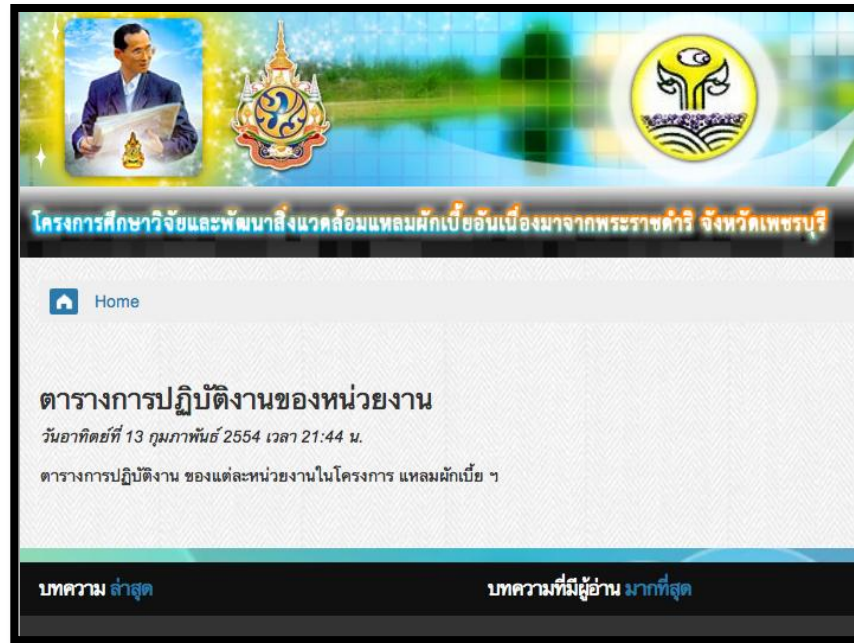 โครงการศึกษาวิจัยและพัฒนาสิ่งแวดล้อมแหลมผักเบี้ยอันเนื่องมาจากพระราชดำริ จังหวัดเพชรบุรี
Home
ตารางการปฏิบัติงานของหน่วยงาน
วันอาทิตย์ที่ 13 กุมภาพันธ์ 2554 เวลา 21:44 น.
ตารางการปฏิบัติงาน ของแต่ละหน่วยงานในโครงการ แหลมผักเบี้ย ฯ
บทความ ล่าสุด
บทความที่มีผู้อ่าน มากที่สุด